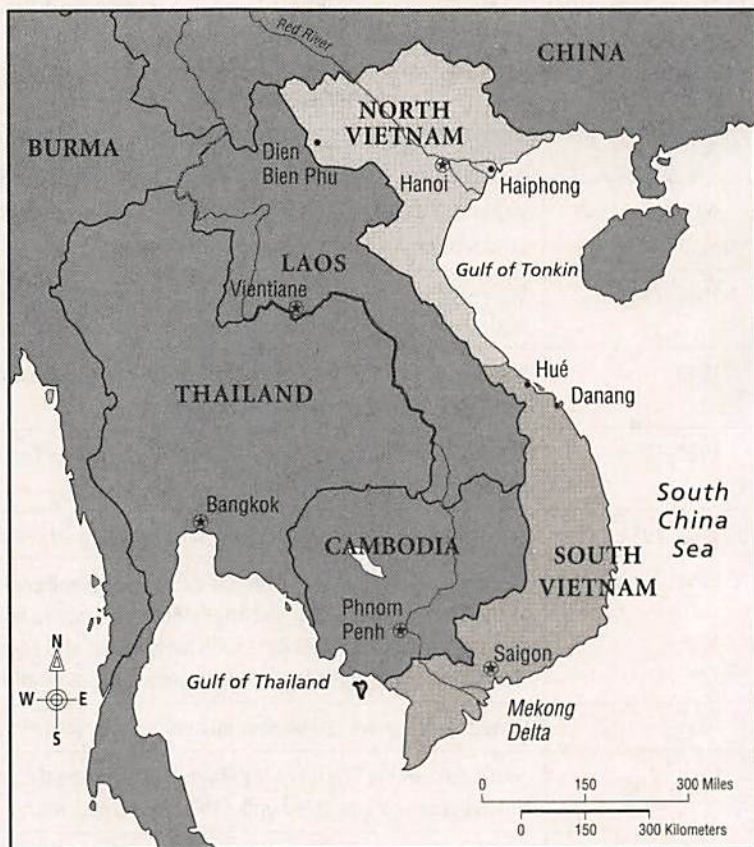 Red River
CHINA
NORTH
VIETNAM
BURMA
Dien
Bien Phu
Hanoi
Haiphong
LAOS
Gulf of Tonkin
Vientiane
Hué
Danang
THAILAND
Bangkok
South
China
Sea
CAMBODIA
SOUTH
VIETNAM
Phnom
Penh
Saigon
N
W E
S
Gulf of Thailand
Mekong
Delta
0 150 300 Miles
0 150 300 Kilometers